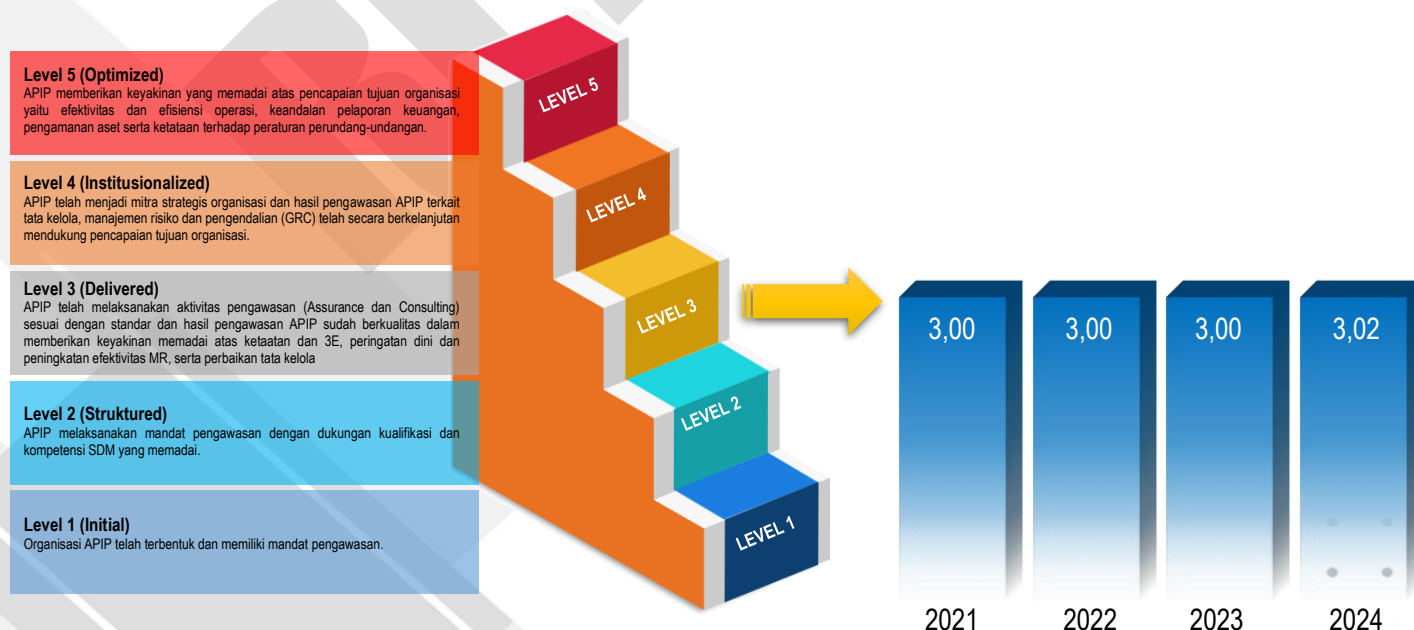 Level 5 (Optimized)
APIP memberikan keyakinan yang memadai atas pencapaian tujuan organisasi
yaitu efektivitas dan efisiensi operasi, keandalan pelaporan keuangan,
pengamanan aset serta ketataan terhadap peraturan perundang-undangan.
Level 4 (Institusionalized)
APIP telah menjadi mitra strategis organisasi dan hasil pengawasan APIP terkait
tata kelola, manajemen risiko dan pengendalian (GRC) telah secara berkelanjutan
mendukung pencapaian tujuan organisasi.
Level 3 (Delivered)
APIP telah melaksanakan aktivitas pengawasan (Assurance dan Consulting)
sesuai dengan standar dan hasil pengawasan APIP sudah berkualitas dalam
memberikan keyakinan memadai atas ketaatan dan 3E, peringatan dini dan
peningkatan efektivitas MR, serta perbaikan tata kelola
Level 2 (Struktured)
APIP melaksanakan mandat pengawasan dengan dukungan kualifikasi dan
kompetensi SDM yang memadai.
Level 1 (Initial)
Organisasi APIP telah terbentuk dan memiliki mandat pengawasan.
LEVEL 5
LEVEL 4
LEVEL 3
LEVEL 2
LEVEL 1
3,00 3,00 3,00 3,02
2021 2022 2023 2024